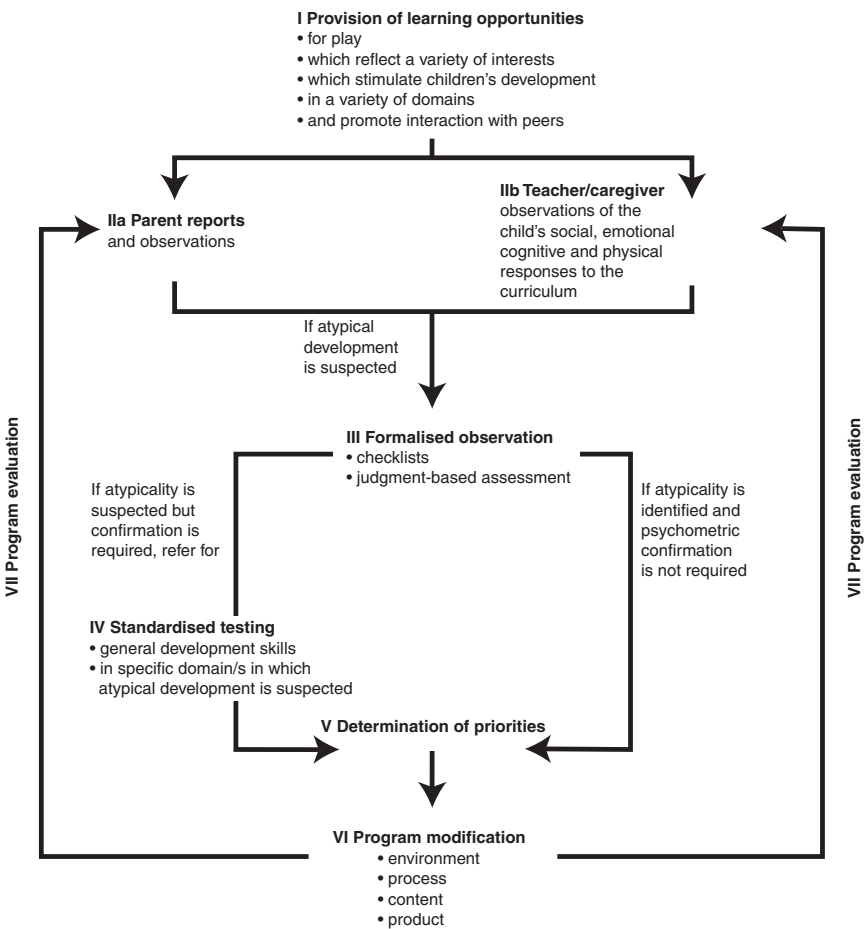 I Provision of learning opportunities
• for play
• which reflect a variety of interests
• which stimulate children’s development
• in a variety of domains
• and promote interaction with peers
IIa Parent reports
and observations
IIb Teacher/caregiver
observations of the
child’s social, emotional
cognitive and physical
responses to the
curriculum
If atypical
development
is suspected
III Formalised observation
• checklists
• judgment-based assessment
If atypicality is
suspected but
confirmation is
required, refer for
If atypicality is
identified and
psychometric
confirmation
is not required
VII Program evaluation
VII Program evaluation
IV Standardised testing
• general development skills
• in specific domain/s in which
atypical development is suspected
V Determination of priorities
VI Program modification
• environment
• process
• content
• product